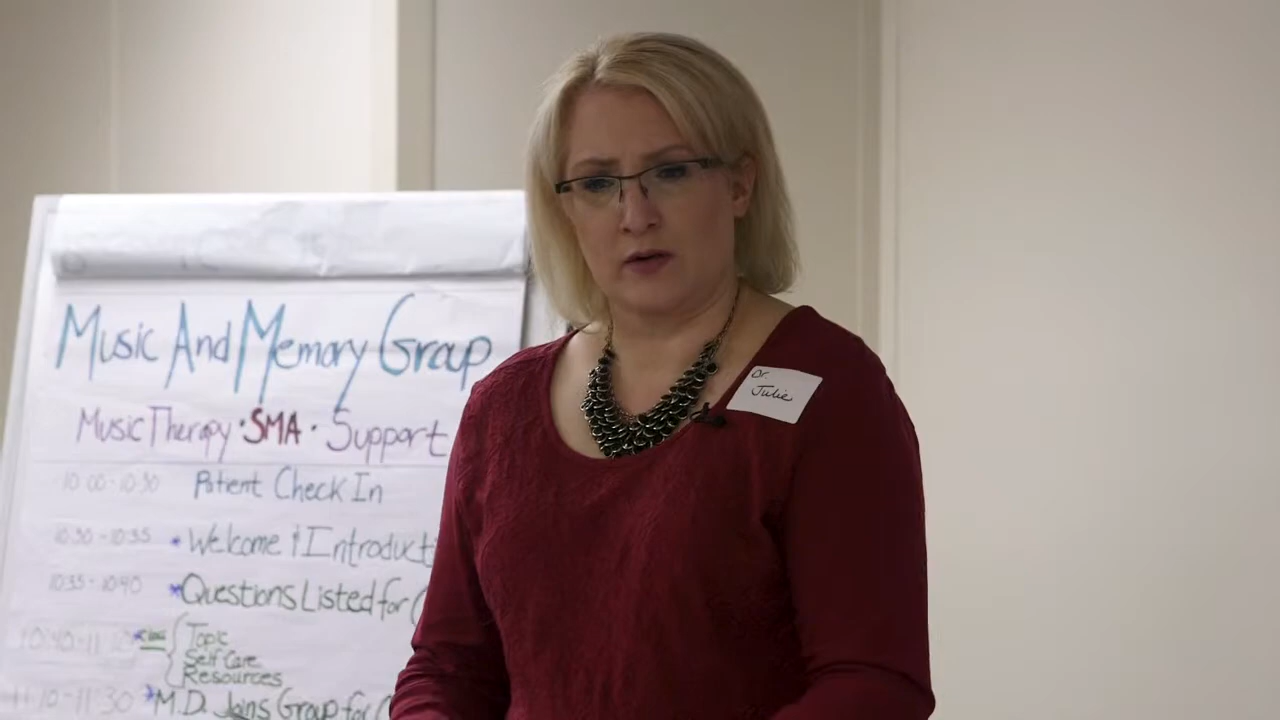 Music And Memory Group
Music Therapy · SMA · Support
10:00-10:30 Patient Check In
10:30-10:35 • Welcome & Introducti
10:35-10:40 Questions Listed for
Topic
Self Care
Resources
11:10-11:30 M.D. Joins Group for
Dr.
Julie